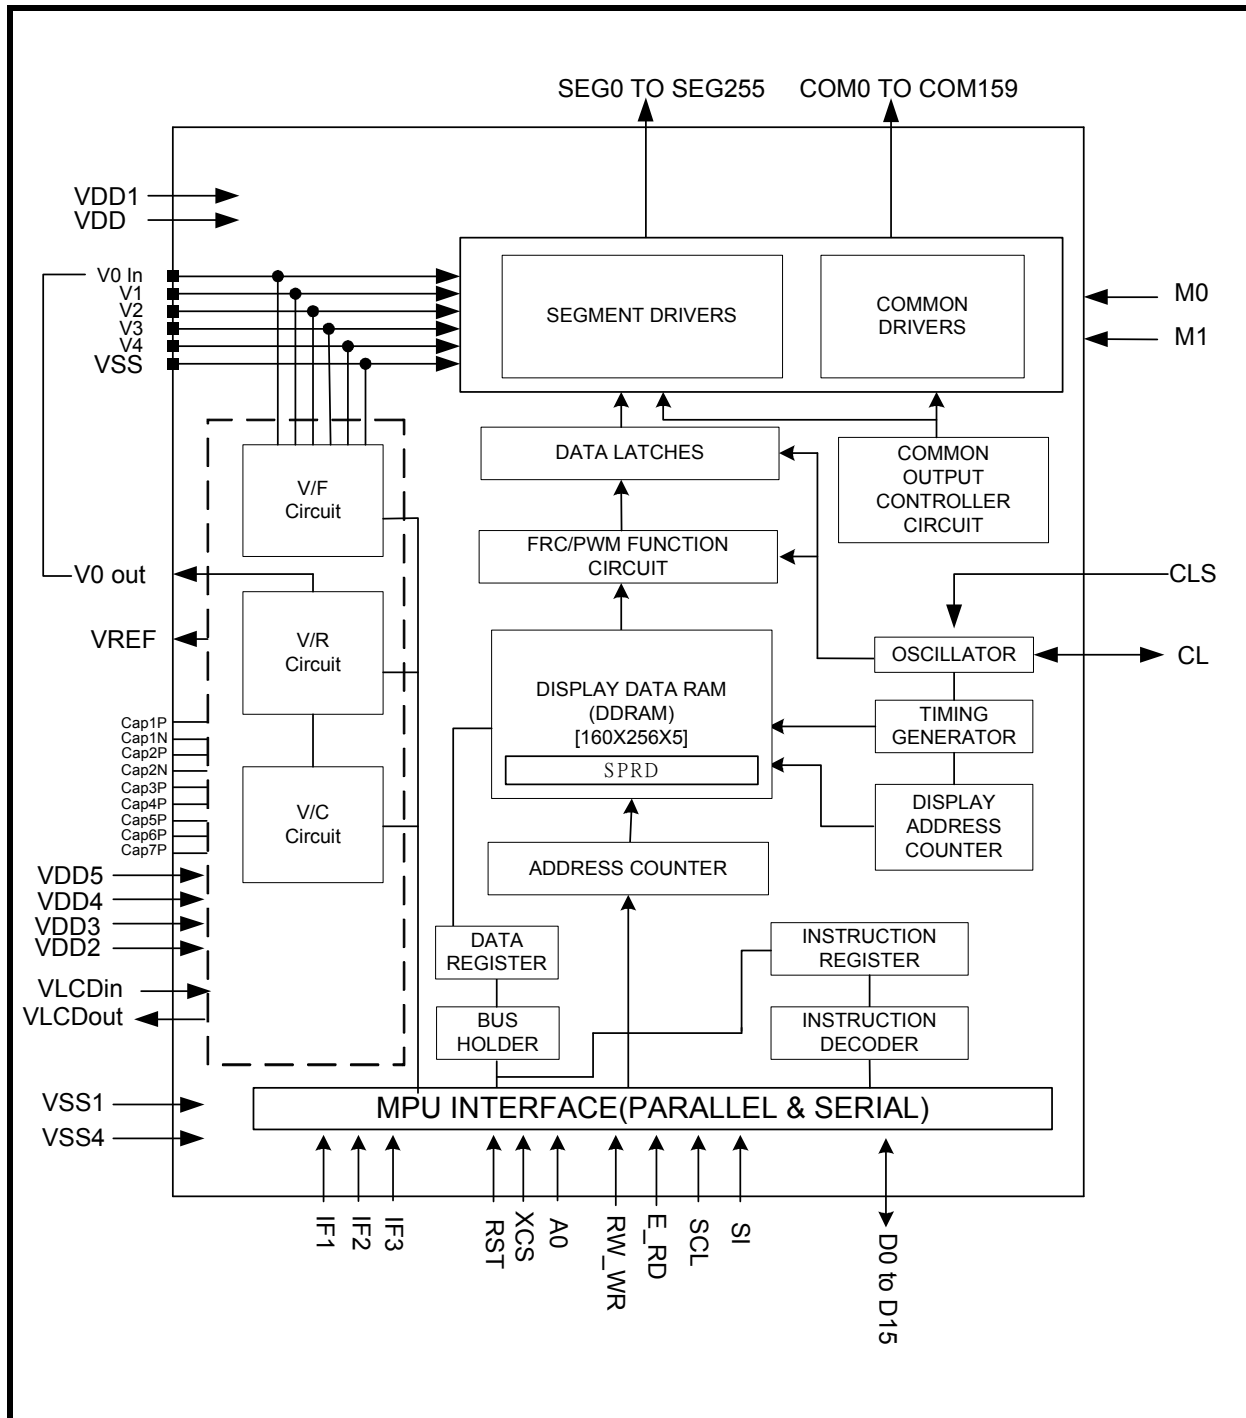 SEG0 TO SEG255
COM0 TO COM159
VDD1
VDD
V0 In
V1
V2
V3
V4
VSS
SEGMENT DRIVERS
COMMON
DRIVERS
M0
M1
DATA LATCHES
COMMON
OUTPUT
CONTROLLER
CIRCUIT
V/F
Circuit
FRC/PWM FUNCTION
CIRCUIT
V0 out
CLS
VREF
V/R
Circuit
OSCILLATOR
CL
DISPLAY DATA RAM
(DDRAM)
[160X256X5]
SPRD
TIMING
GENERATOR
Cap1P
Cap1N
Cap2P
Cap2N
Cap3P
Cap4P
Cap5P
Cap6P
Cap7P
V/C
Circuit
DISPLAY
ADDRESS
COUNTER
ADDRESS COUNTER
VDD5
VDD4
VDD3
VDD2
DATA
REGISTER
INSTRUCTION
REGISTER
VLCDin
VLCDout
BUS
HOLDER
INSTRUCTION
DECODER
VSS1
VSS4
MPU INTERFACE(PARALLEL & SERIAL)
IF1
IF2
IF3
RST
XCS
A0
RW_WR
E_RD
SCL
SI
D0 to D15